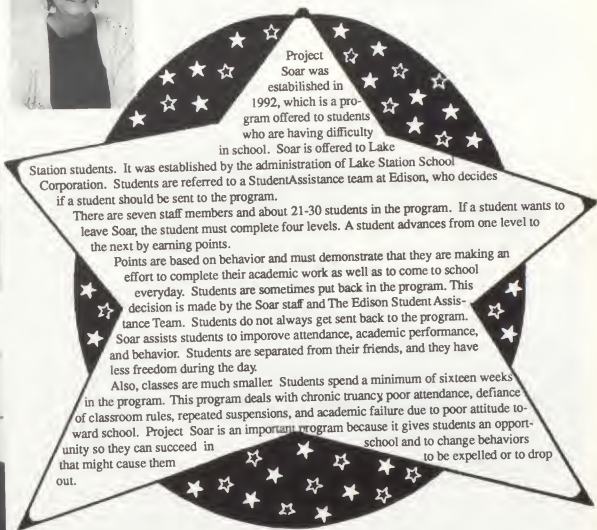 Project
Soar was
estabilished in
1992, which is a pro-
gram offered to students
who are having difficulty
in school. Soar is offered to Lake
Station students. It was established by the administration of Lake Station School
Corporation. Students are referred to a StudentAssistance team at Edison, who decides
if a student should be sent to the program.
There are seven staff members and about 21-30 students in the program. If a student wants to
leave Soar, the student must complete four levels. A student advances from one level to
the next by earning points.
Points are based on behavior and must demonstrate that they are making an
effort to complete their academic work as well as to come to school
everyday. Students are sometimes put back in the program. This
decision is made by the Soar staff and The Edison Student Assis-
tance Team. Students do not always get sent back to the program.
Soar assists students to imporove attendance, academic performance,
and behavior. Students are separated from their friends, and they have
less freedom during the day.
Also, classes are much smaller. Students spend a minimum of sixteen weeks
in the program. This program deals with chronic truancy poor attendance, defiance
of classroom rules, repeated suspensions, and academic failure due to poor attitude to-
ward school. Project Soar is an important program because it gives students an opport-
unity so they can succeed in school and to change behaviors
that might cause them to be expelled or to drop
out.